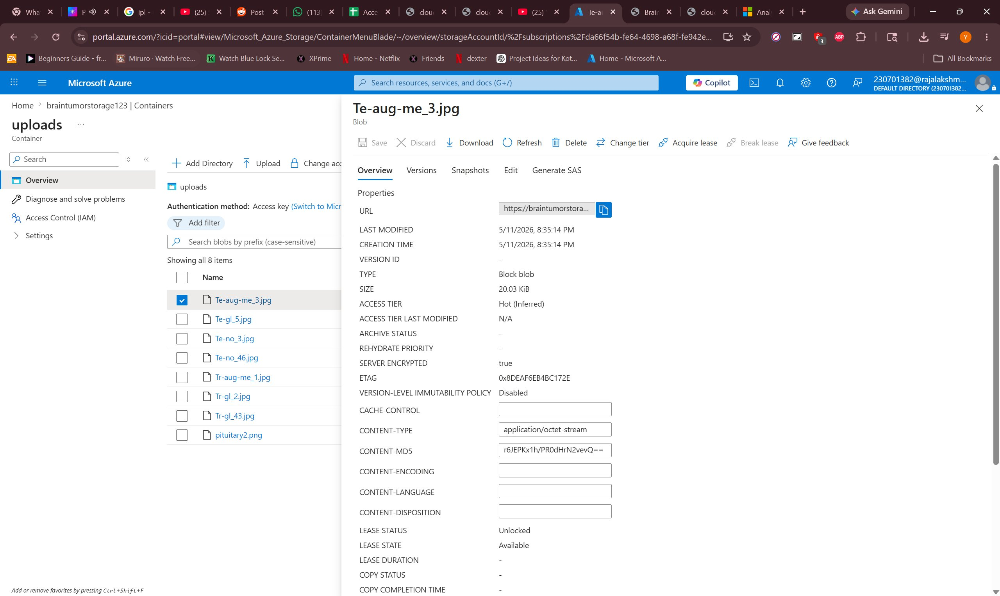 Wha
P
ipl -
(25)
Post
(113)
Acce
clou
clou
(25)
Te-au
Brain
clou
Anal
Ask Gemini
portal.azure.com/?icid=portal#view/Microsoft_Azure_Storage/ContainerMenuBlade/~/overview/storageAccountId/%2Fsubscriptions%2Fda66f54b-fe64-4698-a68f-fe942e...
3
ABP
Y
EA
Beginners Guide • fr...
Miruro · Watch Free...
Watch Blue Lock Se...
XPrime
Home - Netflix
Friends
dexter
Project Ideas for Kot...
Home - Microsoft A...
All Bookmarks
Microsoft Azure
Search resources, services, and docs (G+/)
Copilot
230701382@rajalakshm...
DEFAULT DIRECTORY (230701382...
Home > braintumorstorage123 | Containers
uploads ...
Container
Search
Overview
Diagnose and solve problems
Access Control (IAM)
Settings
Add or remove favorites by pressing Ctrl+Shift+F
Add Directory
Upload
Change acc
uploads
Authentication method: Access key (Switch to Micr
Add filter
Search blobs by prefix (case-sensitive)
Showing all 8 items
Name
Te-aug-me_3.jpg
Te-gl_5.jpg
Te-no_3.jpg
Te-no_46.jpg
Tr-aug-me_1.jpg
Tr-gl_2.jpg
Tr-gl_43.jpg
pituitary2.png
Te-aug-me_3.jpg
Blob
Save
Discard
Download
Refresh
Delete
Change tier
Acquire lease
Break lease
Give feedback
Overview
Versions
Snapshots
Edit
Generate SAS
Properties
URL https://braintumorstora...
LAST MODIFIED 5/11/2026, 8:35:14 PM
CREATION TIME 5/11/2026, 8:35:14 PM
VERSION ID -
TYPE Block blob
SIZE 20.03 KiB
ACCESS TIER Hot (Inferred)
ACCESS TIER LAST MODIFIED N/A
ARCHIVE STATUS -
REHYDRATE PRIORITY -
SERVER ENCRYPTED true
ETAG 0x8DEAF6EB4BC172E
VERSION-LEVEL IMMUTABILITY POLICY Disabled
CACHE-CONTROL
CONTENT-TYPE application/octet-stream
CONTENT-MD5 r6JEPKx1h/PR0dHrN2vevQ==
CONTENT-ENCODING
CONTENT-LANGUAGE
CONTENT-DISPOSITION
LEASE STATUS Unlocked
LEASE STATE Available
LEASE DURATION -
COPY STATUS -
COPY COMPLETION TIME -